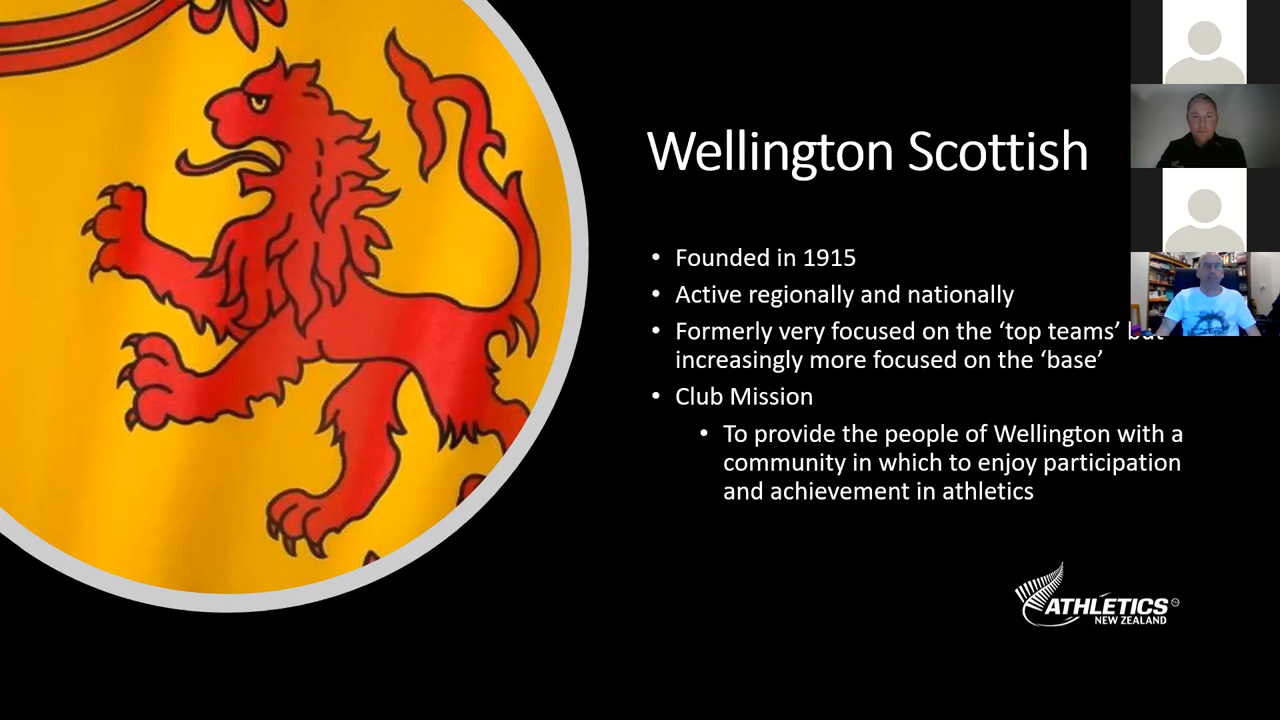 Wellington Scottish
• Founded in 1915
• Active regionally and nationally
• Formerly very focused on the ‘top teams’ but
increasingly more focused on the ‘base’
• Club Mission
• To provide the people of Wellington with a
community in which to enjoy participation
and achievement in athletics
ATHLETICS
NEW ZEALAND